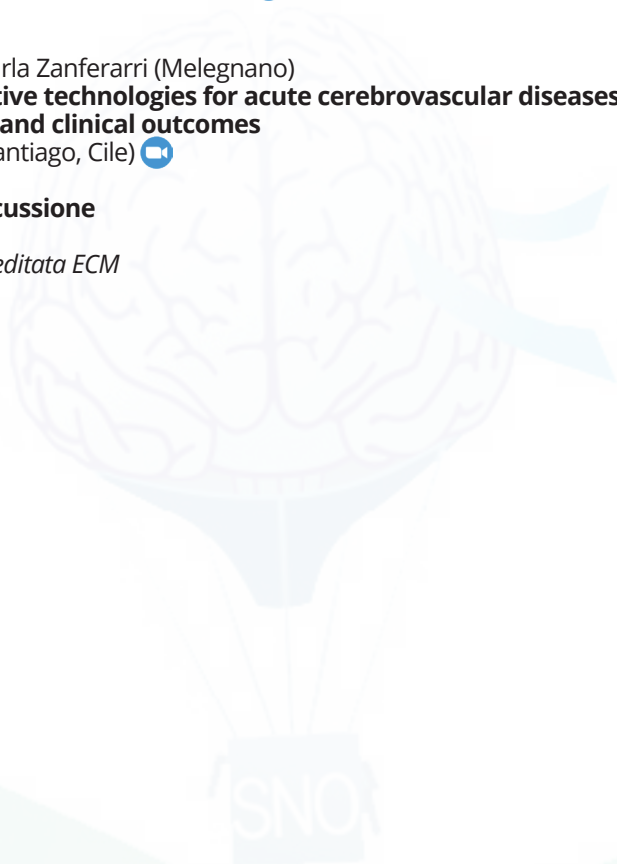 rla Zanferarri (Melegnano)
tive technologies for acute cerebrovascular diseases
and clinical outcomes
antiago, Cile)
cussione
editata ECM
SNO